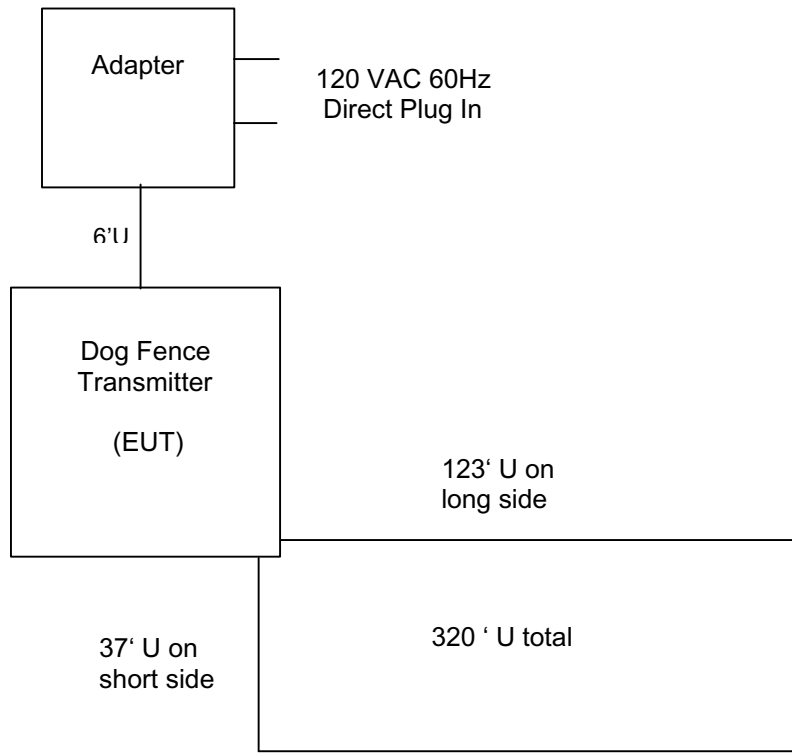 Adapter
120 VAC 60Hz
Direct Plug In
6’U
Dog Fence
Transmitter
(EUT)
123‘ U on
long side
37‘ U on
short side
320 ‘ U total